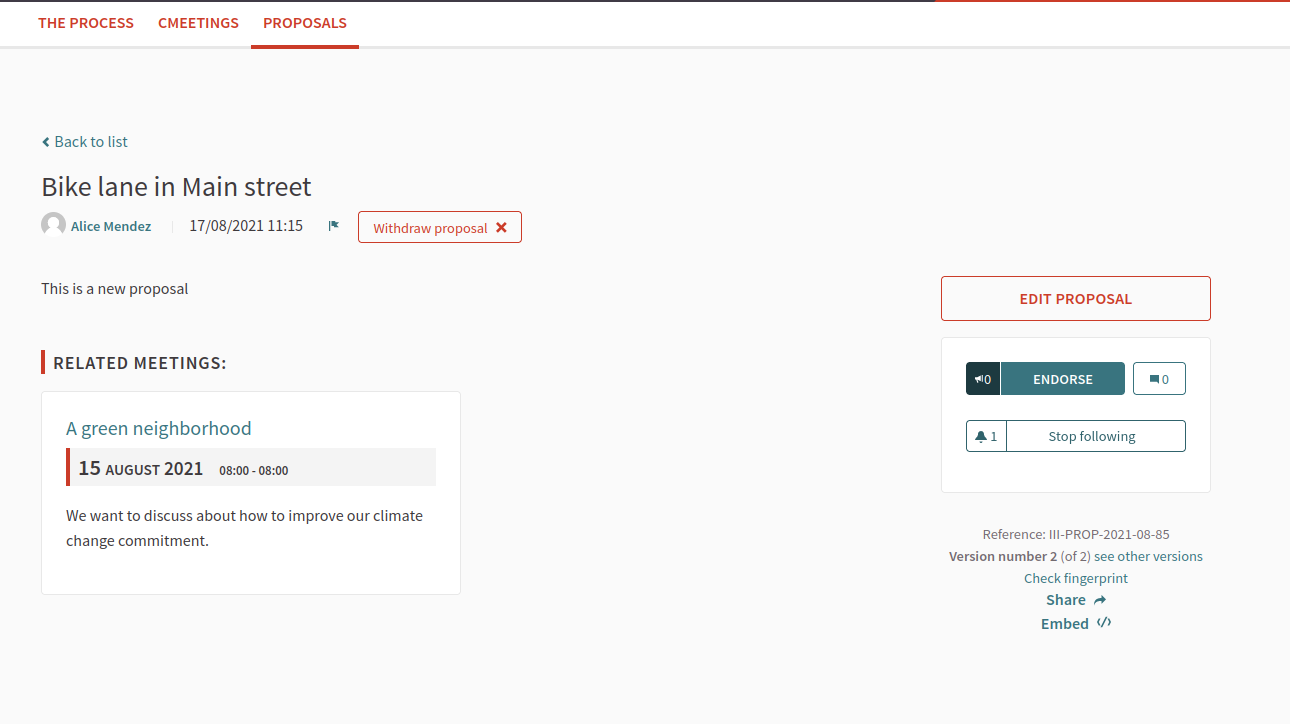 THE PROCESS CMEETINGS PROPOSALS
Back to list
Bike lane in Main street
Alice Mendez 17/08/2021 11:15 Withdraw proposal
This is a new proposal
EDIT PROPOSAL
RELATED MEETINGS:
0 ENDORSE 0
A green neighborhood
1 Stop following
15 AUGUST 2021 08:00 - 08:00
We want to discuss about how to improve our climate
change commitment.
Reference: III-PROP-2021-08-85
Version number 2 (of 2) see other versions
Check fingerprint
Share
Embed